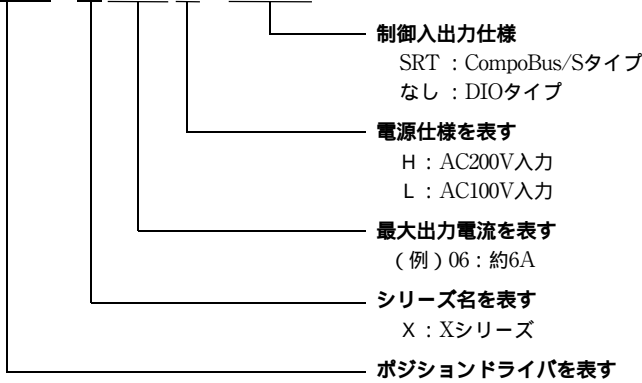 制御入出力仕様
SRT ：CompoBus/Sタイプ
なし ：DIOタイプ
電源仕様を表す
H：AC200V入力
L：AC100V入力
最大出力電流を表す
(例) 06：約6A
シリーズ名を表す
X：Xシリーズ
ポジションドライバを表す